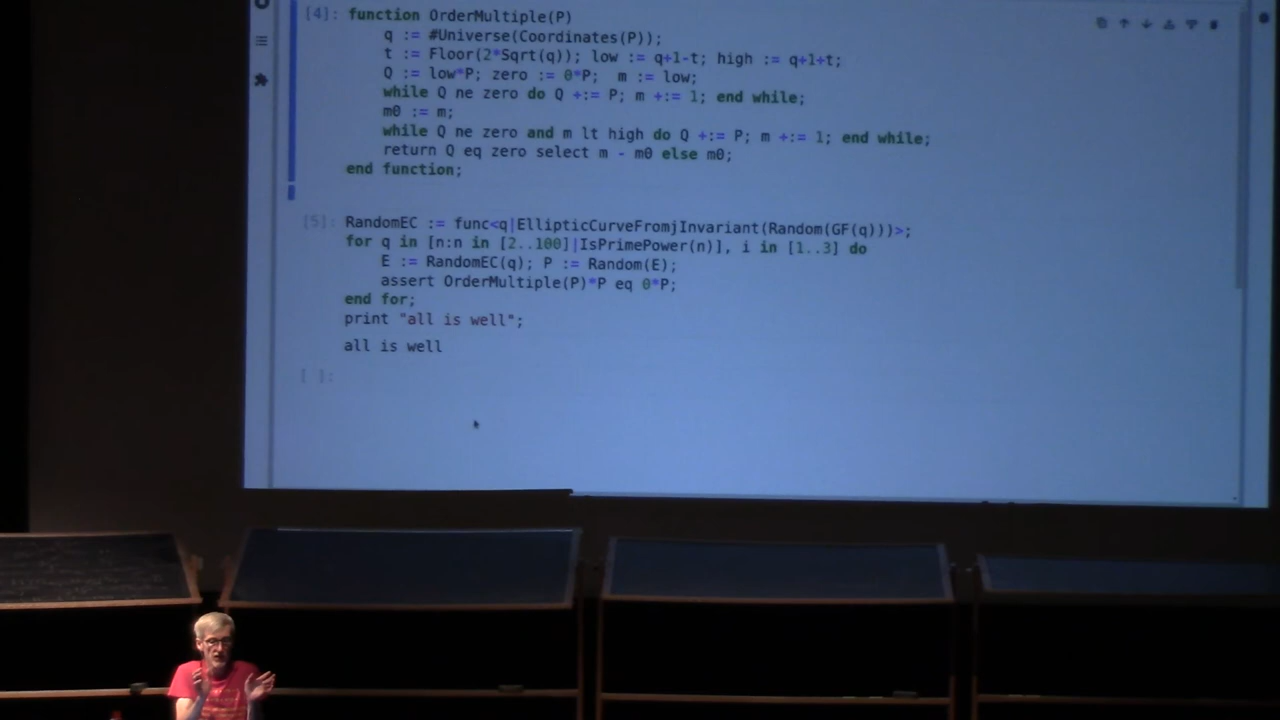 [4]: function OrderMultiple(P)
q := #Universe(Coordinates(P));
t := Floor(2*Sqrt(q)); low := q+1-t; high := q+1+t;
Q := low*P; zero := 0*P; m := low;
while Q ne zero do Q +:= P; m +:= 1; end while;
m0 := m;
while Q ne zero and m lt high do Q +:= P; m +:= 1; end while;
return Q eq zero select m - m0 else m0;
end function;
[5]: RandomEC := func<q|EllipticCurveFromjInvariant(Random(GF(q)))>;
for q in [n:n in [2..100]|IsPrimePower(n)], i in [1..3] do
E := RandomEC(q); P := Random(E);
assert OrderMultiple(P)*P eq 0*P;
end for;
print "all is well";
all is well
[ ]: